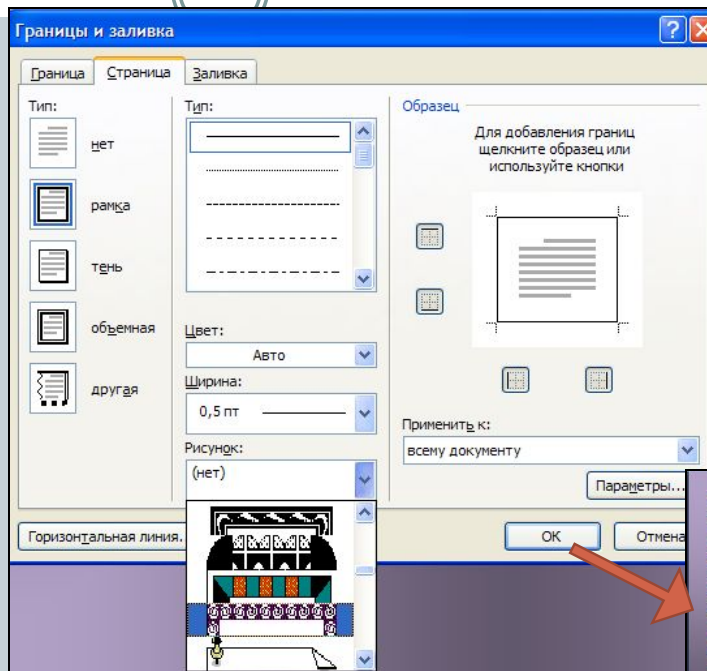 Границы и заливка
Граница
Страница
Заливка
Тип:
нет
рамка
тень
объемная
другая
Тип:
Цвет:
Авто
Ширина:
0,5 пт
Рисунок:
(нет)
Образец
Для добавления границ
щелкните образец или
используйте кнопки
Применить к:
всему документу
Параметры...
Горизонтальная линия.
ОК
Отмена